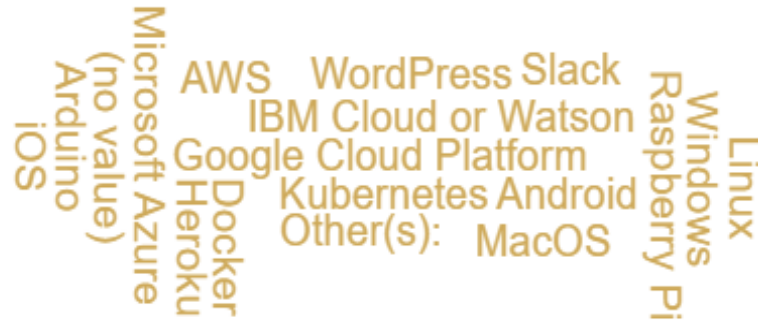 iOS
Arduino
(no value)
Microsoft Azure
AWS
WordPress
Slack
IBM Cloud or Watson
Google Cloud Platform
Heroku
Docker
Kubernetes
Android
Other(s):
MacOS
Raspberry Pi
Windows
Linux